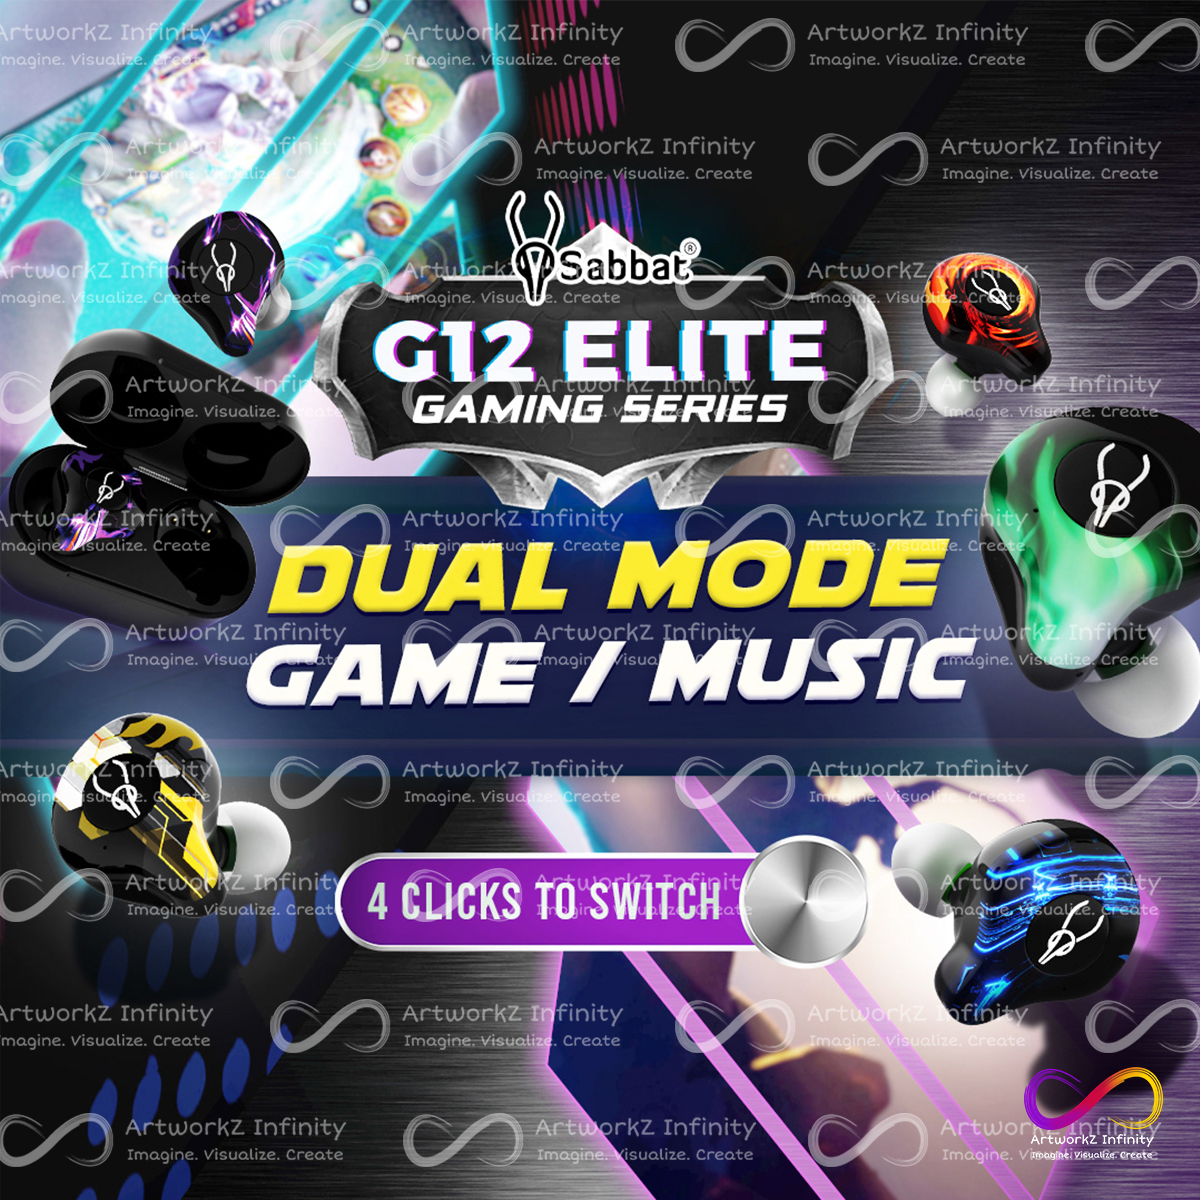 Sabbat®
G12 ELITE
GAMING SERIES
DUAL MODE
GAME / MUSIC
4 CLICKS TO SWITCH
ArtworkZ Infinity
Imagine. Visualize. Create